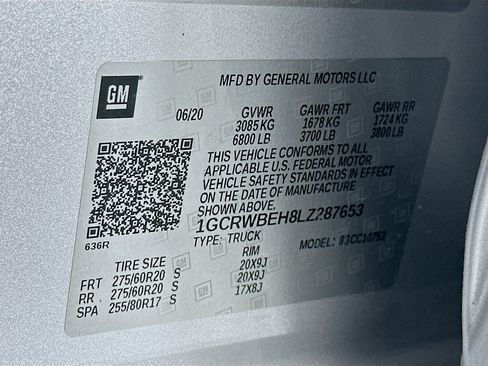 GM
MFD BY GENERAL MOTORS LLC
06/20 GVWR GAWR FRT GAWR RR
3085 KG 1678 KG 1724 KG
6800 LB 3700 LB 3800 LB
THIS VEHICLE CONFORMS TO ALL
APPLICABLE U.S. FEDERAL MOTOR
VEHICLE SAFETY STANDARDS IN EFFECT
ON THE DATE OF MANUFACTURE
SHOWN ABOVE.
1GCRWBEH8LZ287653
636R
TYPE: TRUCK MODEL: 83CC10753
TIRE SIZE RIM
FRT 275/60R20 S 20X9J
RR 275/60R20 S 20X9J
SPA 255/80R17 S 17X8J